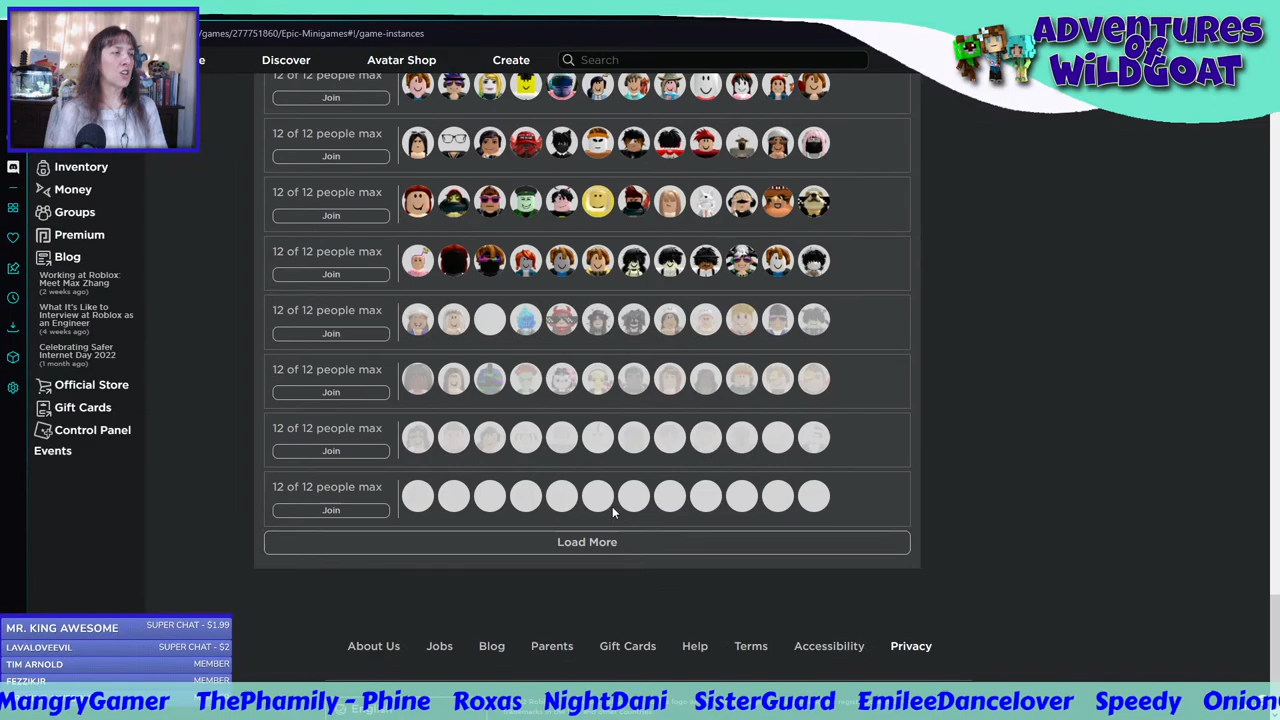 /games/277751860/Epic-Minigames#!/game-instances
ADVENTURES
OF
WILDGOAT
Discover
Avatar Shop
Create
Search
12 of 12 people max
Join
12 of 12 people max
Join
12 of 12 people max
Join
12 of 12 people max
Join
12 of 12 people max
Join
12 of 12 people max
Join
12 of 12 people max
Join
12 of 12 people max
Join
Load More
Inventory
Money
Groups
Premium
Blog
Working at Roblox:
Meet Max Zhang
(2 weeks ago)
What It's Like to
Interview at Roblox as
an Engineer
(4 weeks ago)
Celebrating Safer
Internet Day 2022
(1 month ago)
Official Store
Gift Cards
Control Panel
Events
About Us Jobs Blog Parents Gift Cards Help Terms Accessibility Privacy
English
MR. KING AWESOME SUPER CHAT - $1.99
LAVALOVEEVIL SUPER CHAT - $2
TIM ARNOLD MEMBER
FEZZIKJR MEMBER
MangryGamer ThePhamily - Phine Roxas NightDani SisterGuard EmileeDancelover Speedy Onion